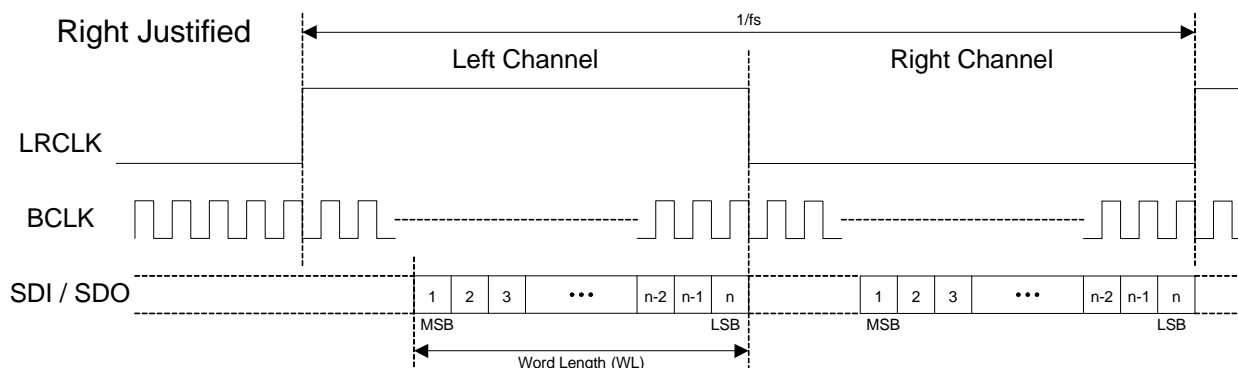 Right Justified
1/fs
Left Channel
Right Channel
LRCLK
BCLK
SDI / SDO
1 2 3 ••• n-2 n-1 n
1 2 3 ••• n-2 n-1 n
MSB LSB
MSB LSB
Word Length (WL)